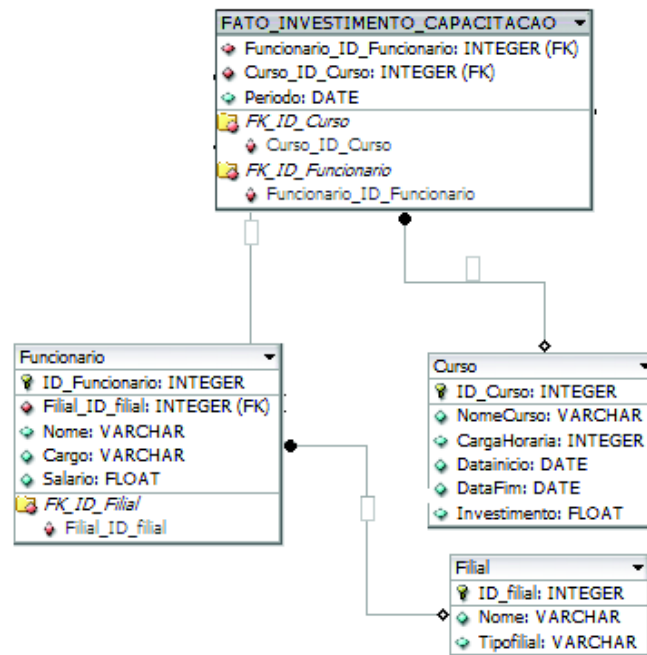 FATO_INVESTIMENTO_CAPACITACAO
Funcionario_ID_Funcionario: INTEGER (FK)
Curso_ID_Curso: INTEGER (FK)
Periodo: DATE
FK_ID_Curso
Curso_ID_Curso
FK_ID_Funcionario
Funcionario_ID_Funcionario
Funcionario
ID_Funcionario: INTEGER
Filial_ID_filial: INTEGER (FK)
Nome: VARCHAR
Cargo: VARCHAR
Salario: FLOAT
FK_ID_Filial
Filial_ID_filial
Curso
ID_Curso: INTEGER
NomeCurso: VARCHAR
CargaHoraria: INTEGER
Datainicio: DATE
DataFim: DATE
Investimento: FLOAT
Filial
ID_filial: INTEGER
Nome: VARCHAR
Tipofilial: VARCHAR